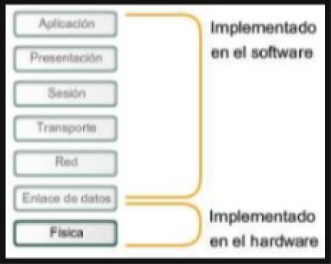 Aplicación
Presentación
Sesión
Transporte
Red
Enlace de datos
Física
Implementado
en el software
Implementado
en el hardware